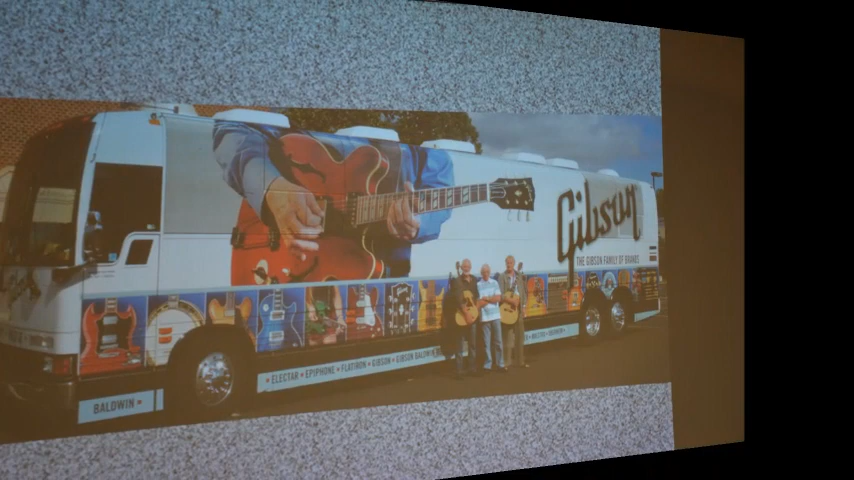 Gibson
THE GIBSON FAMILY OF BRANDS
BALDWIN
• ELECTAR • EPIPHONE • FLATIRON • GIBSON • GIBSON BALDWIN